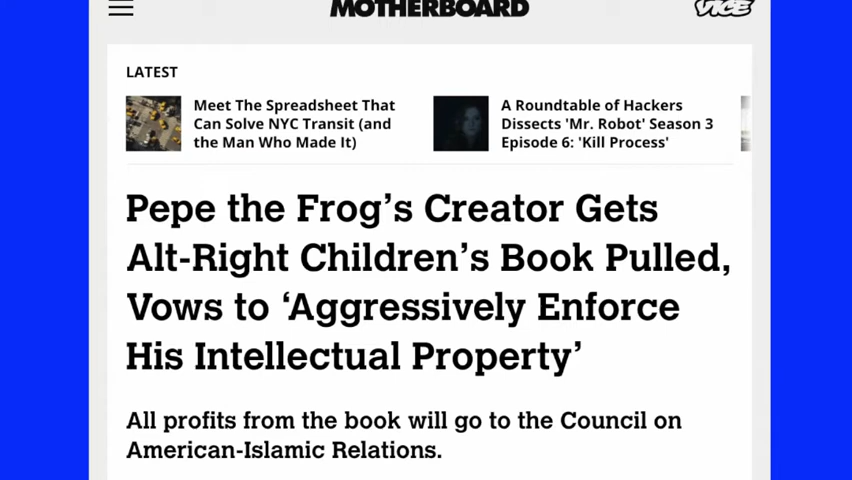 MOTHERBOARD VICE
LATEST
Meet The Spreadsheet That
Can Solve NYC Transit (and
the Man Who Made It)
A Roundtable of Hackers
Dissects 'Mr. Robot' Season 3
Episode 6: 'Kill Process'
Pepe the Frog’s Creator Gets
Alt-Right Children’s Book Pulled,
Vows to ‘Aggressively Enforce
His Intellectual Property’
All profits from the book will go to the Council on
American-Islamic Relations.